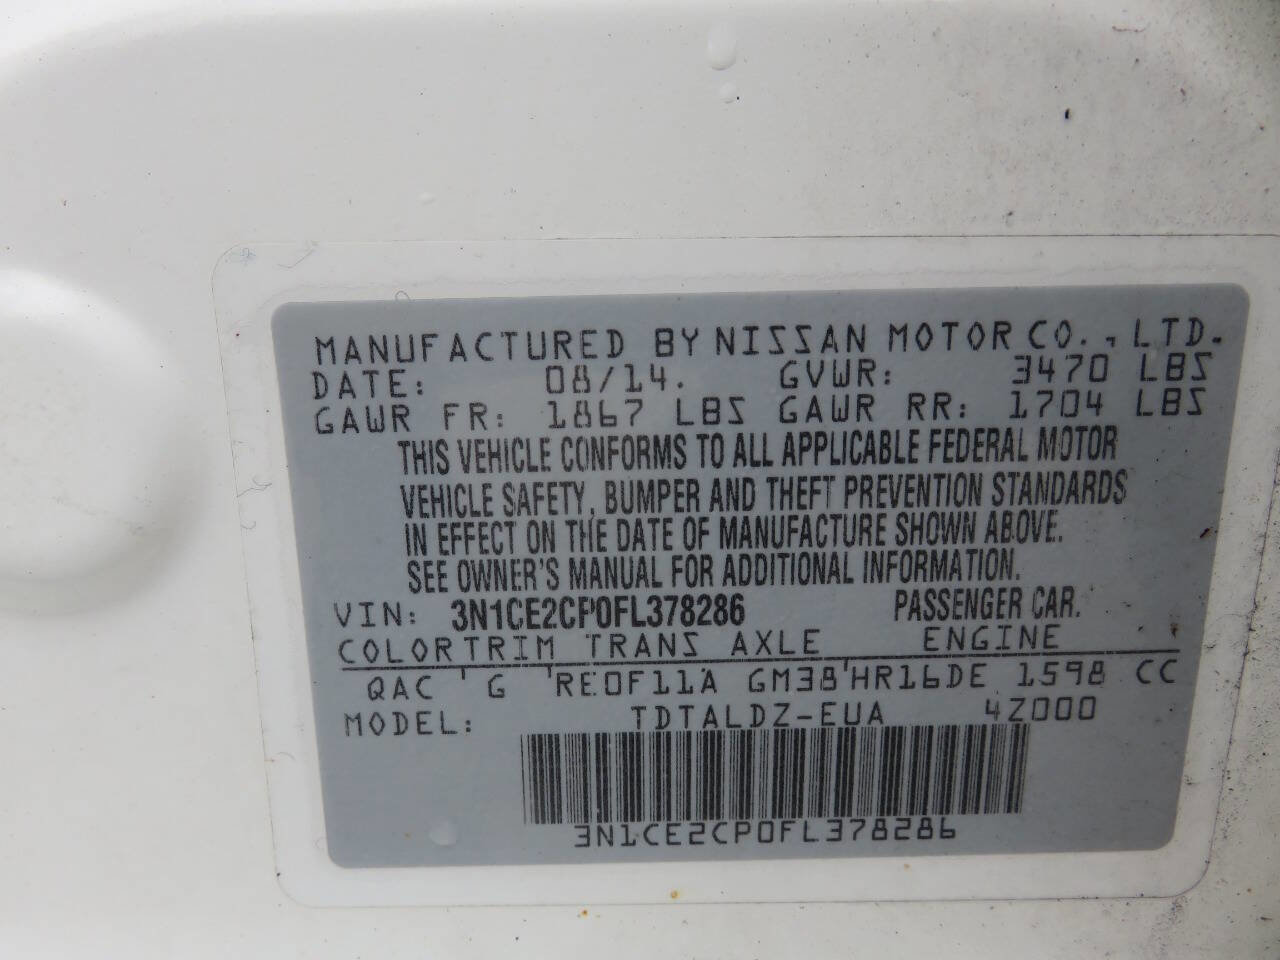 MANUFACTURED BY NISSAN MOTOR CO., LTD.
DATE: 08/14. GVWR: 3470 LBS
GAWR FR: 1867 LBS GAWR RR: 1704 LBS
THIS VEHICLE CONFORMS TO ALL APPLICABLE FEDERAL MOTOR
VEHICLE SAFETY, BUMPER AND THEFT PREVENTION STANDARDS
IN EFFECT ON THE DATE OF MANUFACTURE SHOWN ABOVE.
SEE OWNER'S MANUAL FOR ADDITIONAL INFORMATION.
VIN: 3N1CE2CP0FL378286 PASSENGER CAR.
COLOR TRIM TRANS AXLE ENGINE
QAC G RE0F11A GM38 HR16DE 1598 CC
MODEL: TDTALDZ-EUA 4Z000
3N1CE2CP0FL378286